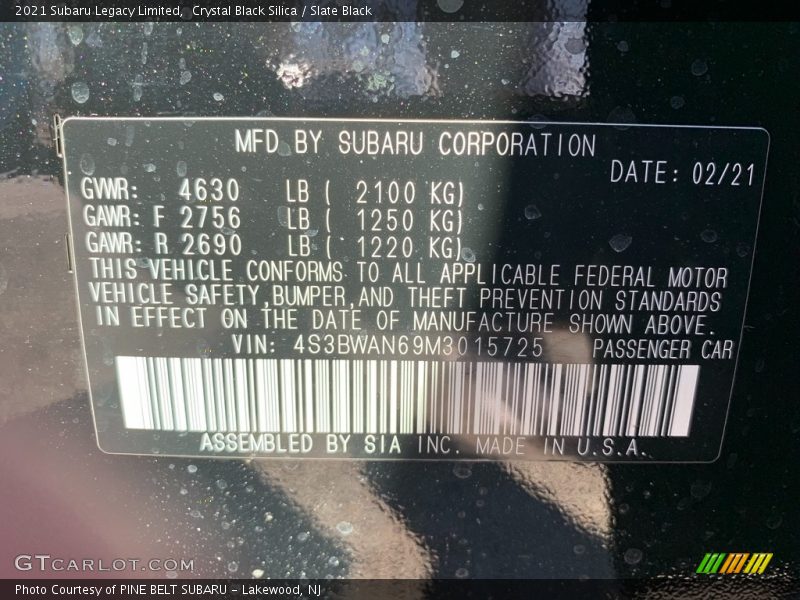 2021 Subaru Legacy Limited,  Crystal Black Silica / Slate Black
MFD BY SUBARU CORPORATION
DATE: 02/21
GVWR: 4630 LB ( 2100 KG)
GAWR: F 2756 LB ( 1250 KG)
GAWR: R 2690 LB ( 1220 KG)
THIS VEHICLE CONFORMS TO ALL APPLICABLE FEDERAL MOTOR
VEHICLE SAFETY,BUMPER,AND THEFT PREVENTION STANDARDS
IN EFFECT ON THE DATE OF MANUFACTURE SHOWN ABOVE.
VIN: 4S3BWAN69M3015725 PASSENGER CAR
ASSEMBLED BY SIA INC. MADE IN U.S.A.
GTCARLOT.COM
Photo Courtesy of PINE BELT SUBARU - Lakewood, NJ